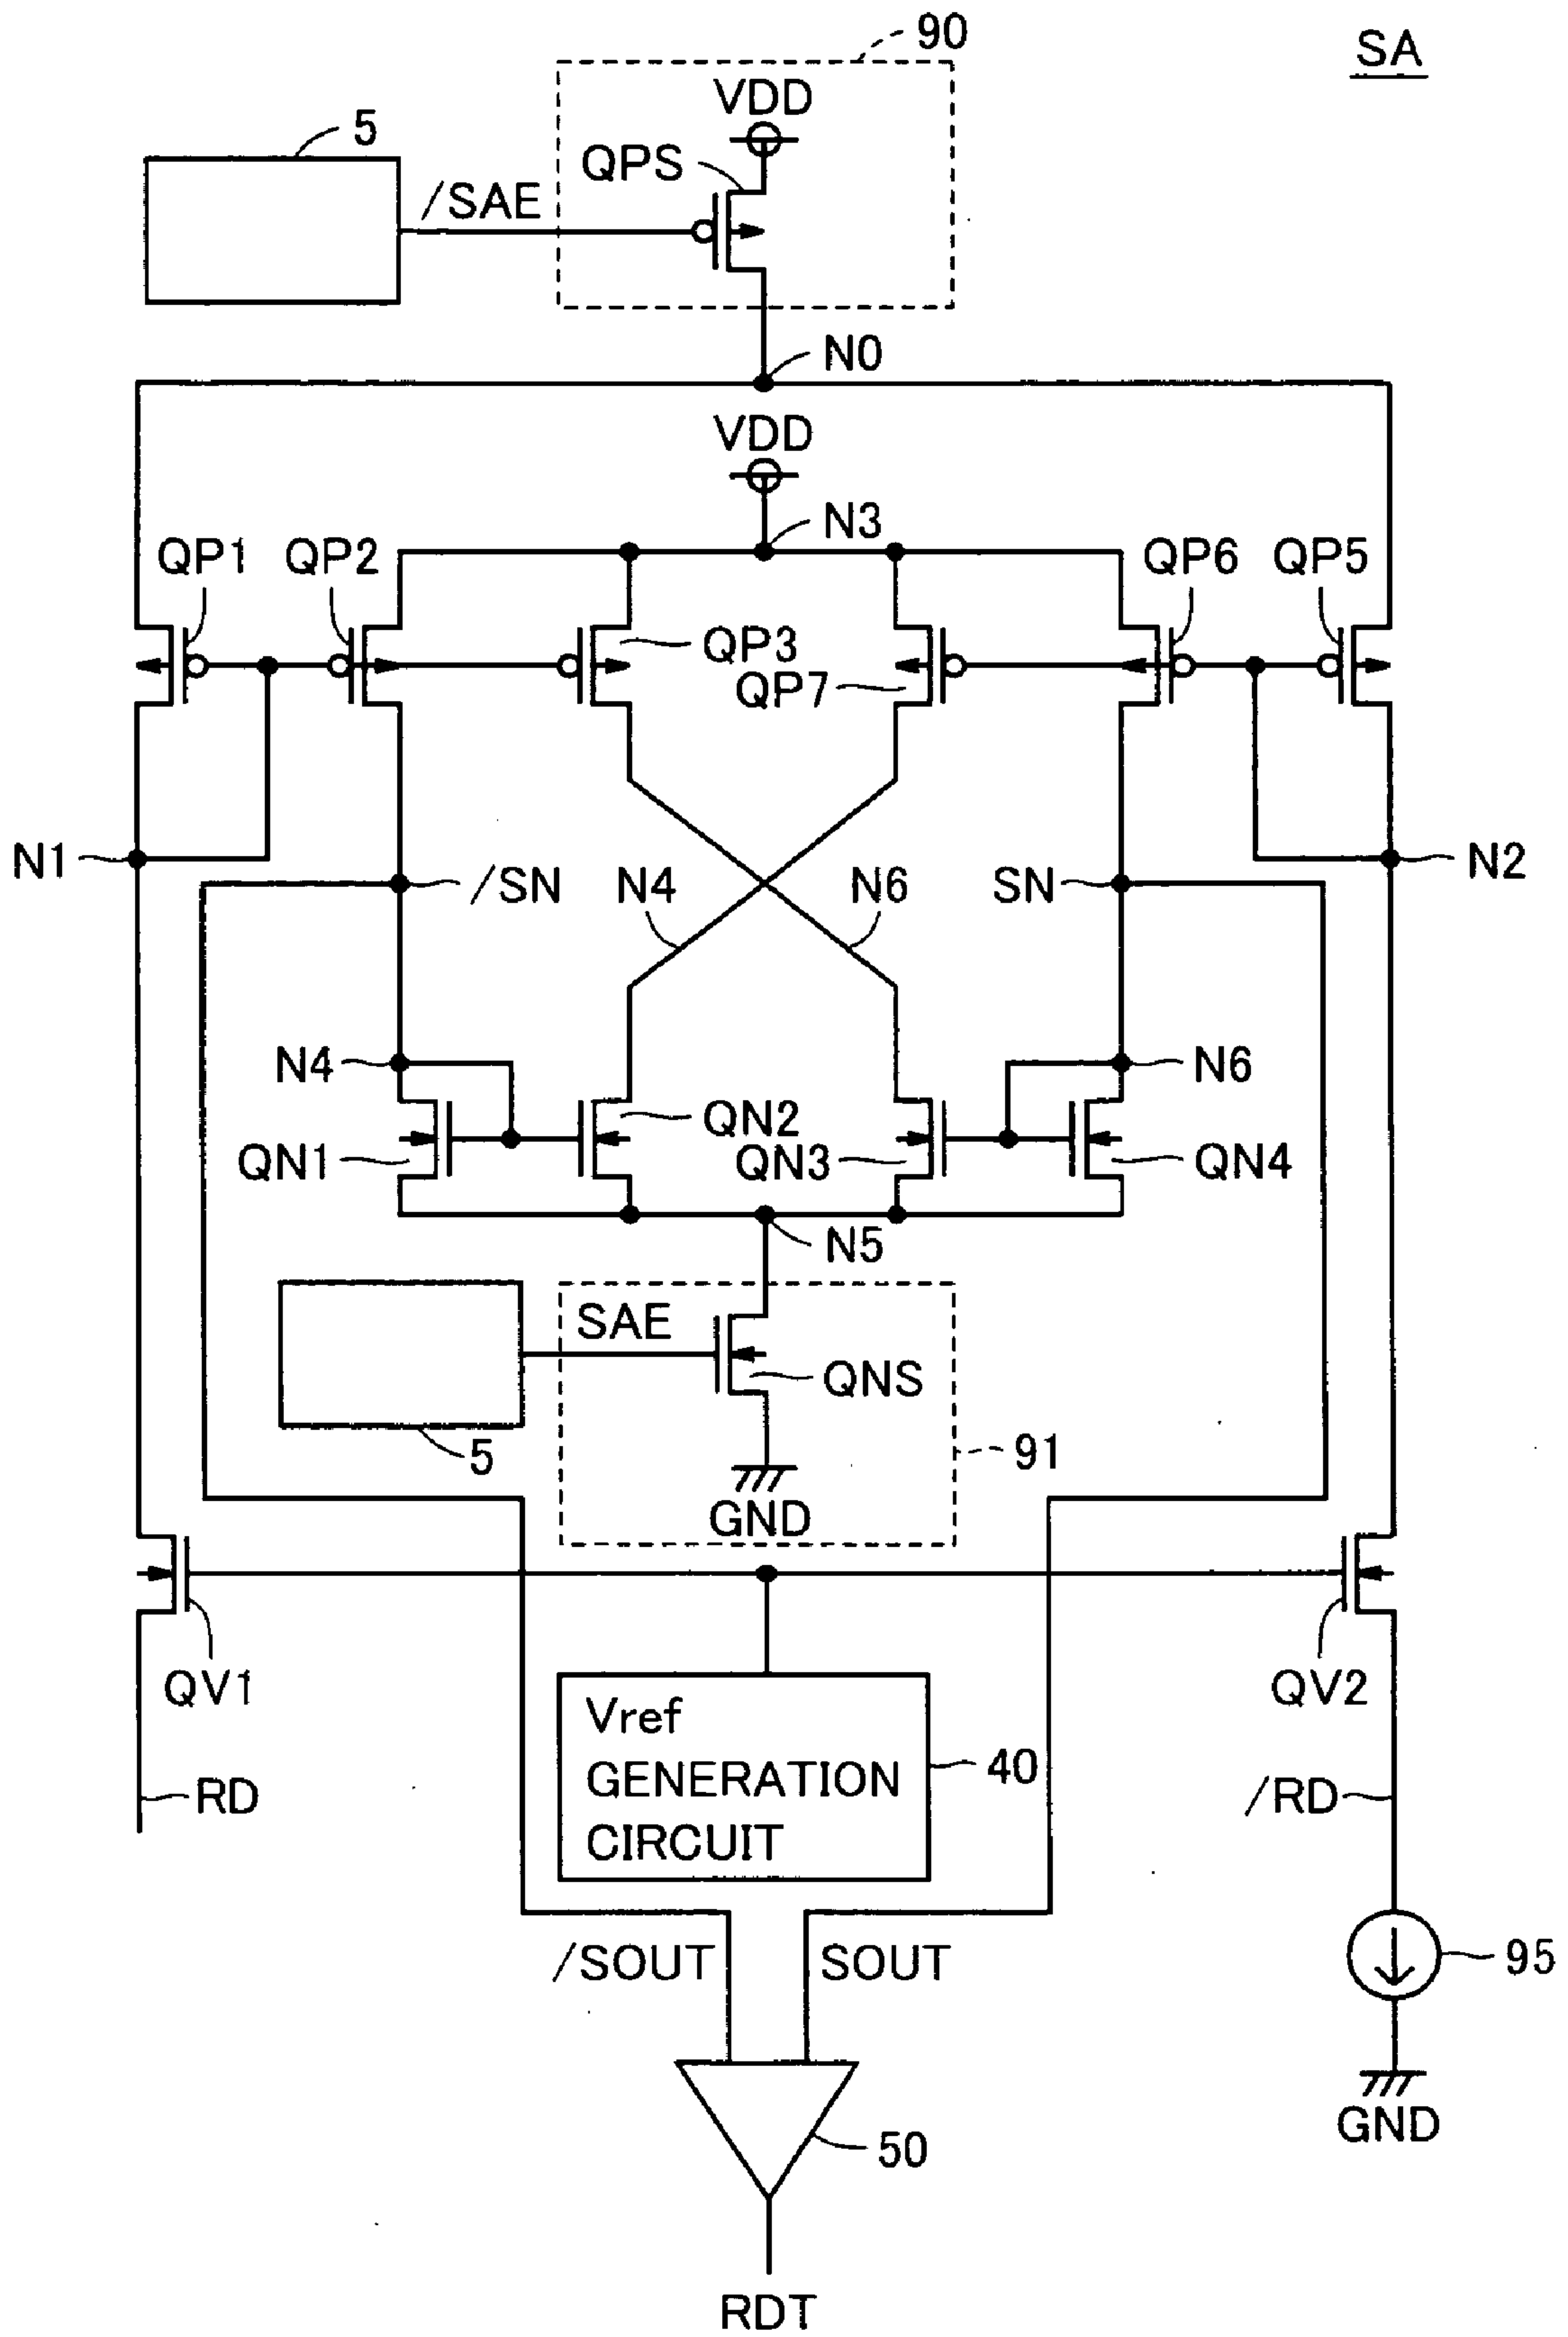 90
SA
VDD
5
QPS
/SAE
N0
VDD
N3
QP1
QP2
QP6
QP5
QP3
QP7
N1
/SN
N4
N6
SN
N2
N4
N6
QN2
QN1
QN3
QN4
N5
SAE
QNS
5
91
GND
QV1
QV2
Vref
GENERATION
CIRCUIT
40
RD
/RD
/SOUT
SOUT
95
50
GND
RDT